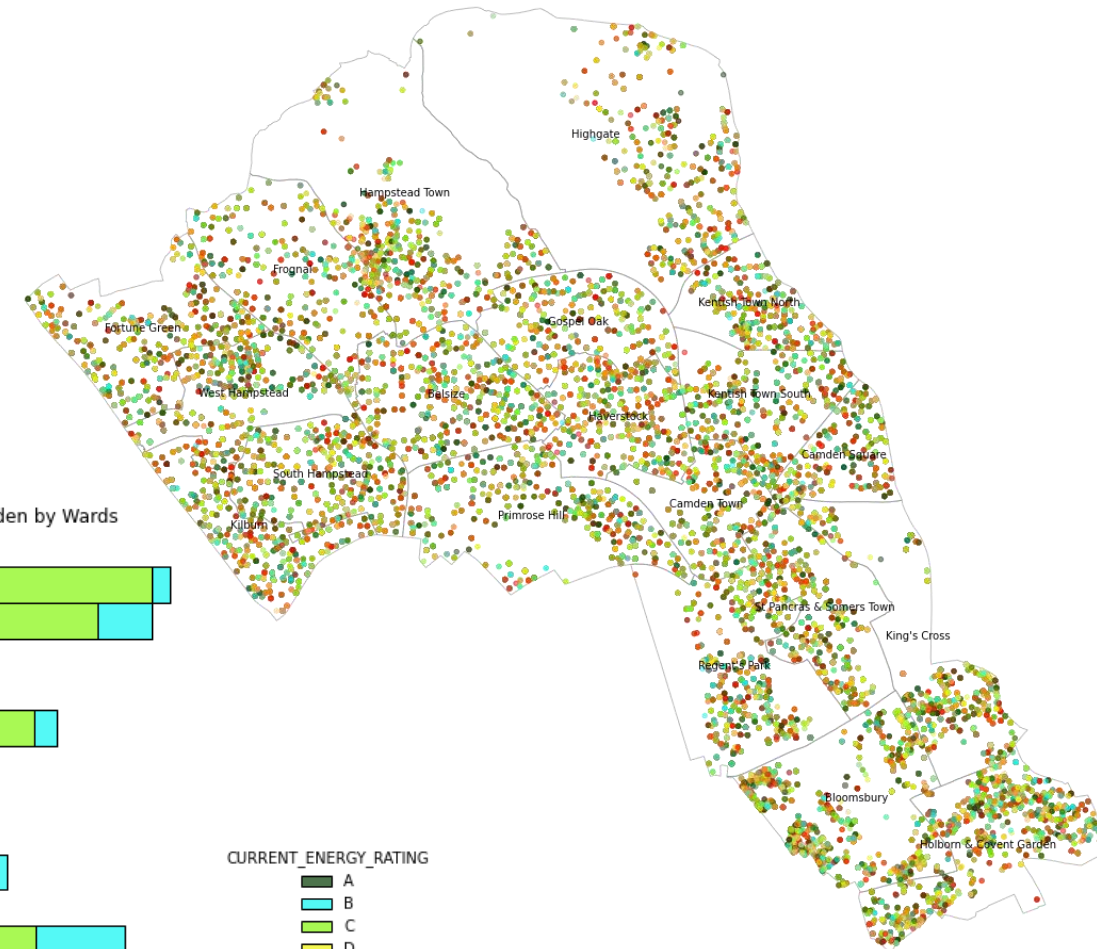 Highgate
Hampstead Town
Frognal
Kentish Town North
Gospel Oak
Fortune Green
West Hampstead
Belsize
Kentish Town South
Haverstock
Camden Square
South Hampstead
Camden Town
Primrose Hill
den by Wards
Kilburn
St Pancras & Somers Town
King's Cross
Regent's Park
Bloomsbury
Holborn & Covent Garden
CURRENT_ENERGY_RATING
A
B
C
D